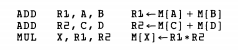 ADD R1, A, B R1←M[A] + M[B]
ADD R2, C, D R2←M[C] + M[D]
MUL X, R1, R2 M[X]←R1*R2